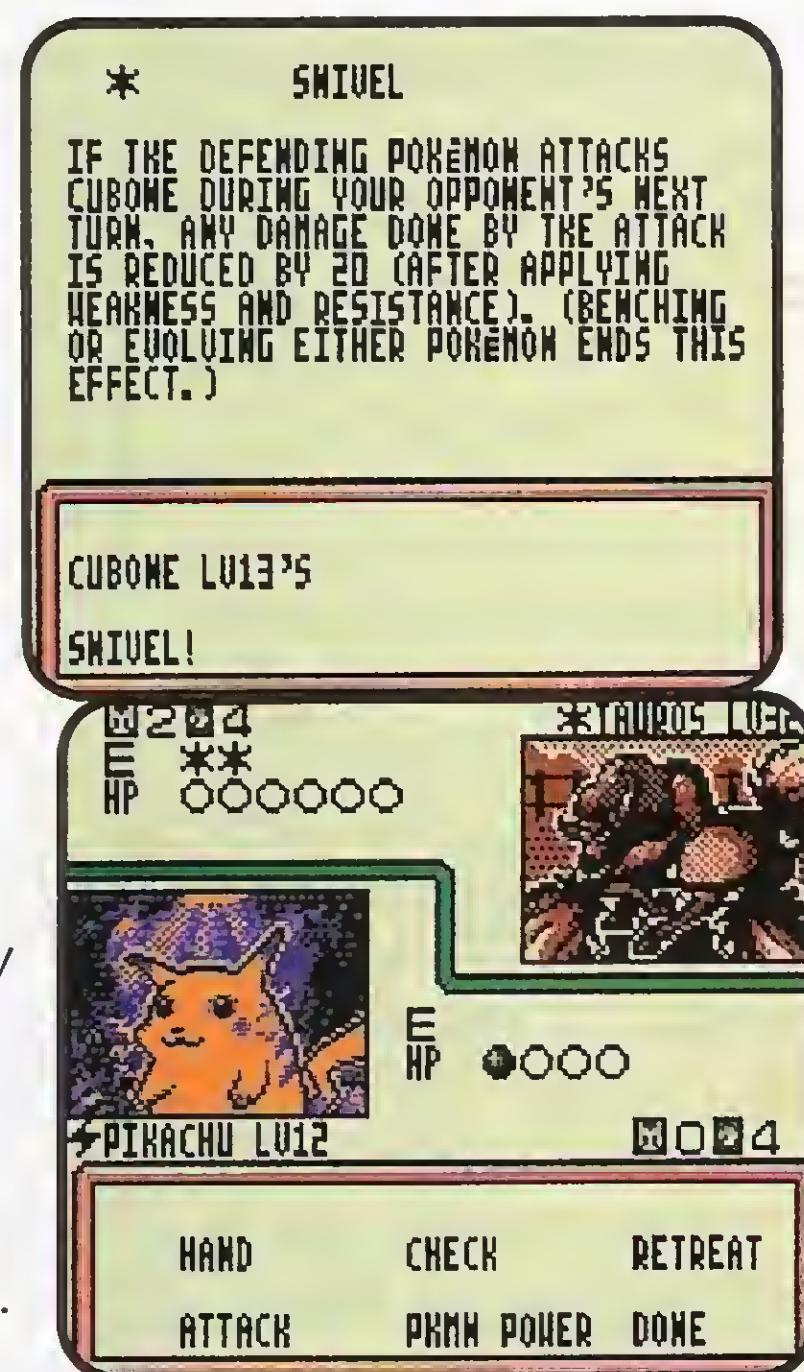 SNIVEL
IF THE DEFENDING POKéMON ATTACKS
CUBONE DURING YOUR OPPONENT'S NEXT
TURN, ANY DAMAGE DONE BY THE ATTACK
IS REDUCED BY 20 (AFTER APPLYING
WEAKNESS AND RESISTANCE). (BENCHING
OR EVOLVING EITHER POKéMON ENDS THIS
EFFECT.)
CUBONE LV13'S
SNIVEL!
2 4
TAUROS
E
HP
E
HP
PIKACHU LV12
0 4
HAND CHECK RETREAT
ATTACK PKMN POWER DONE